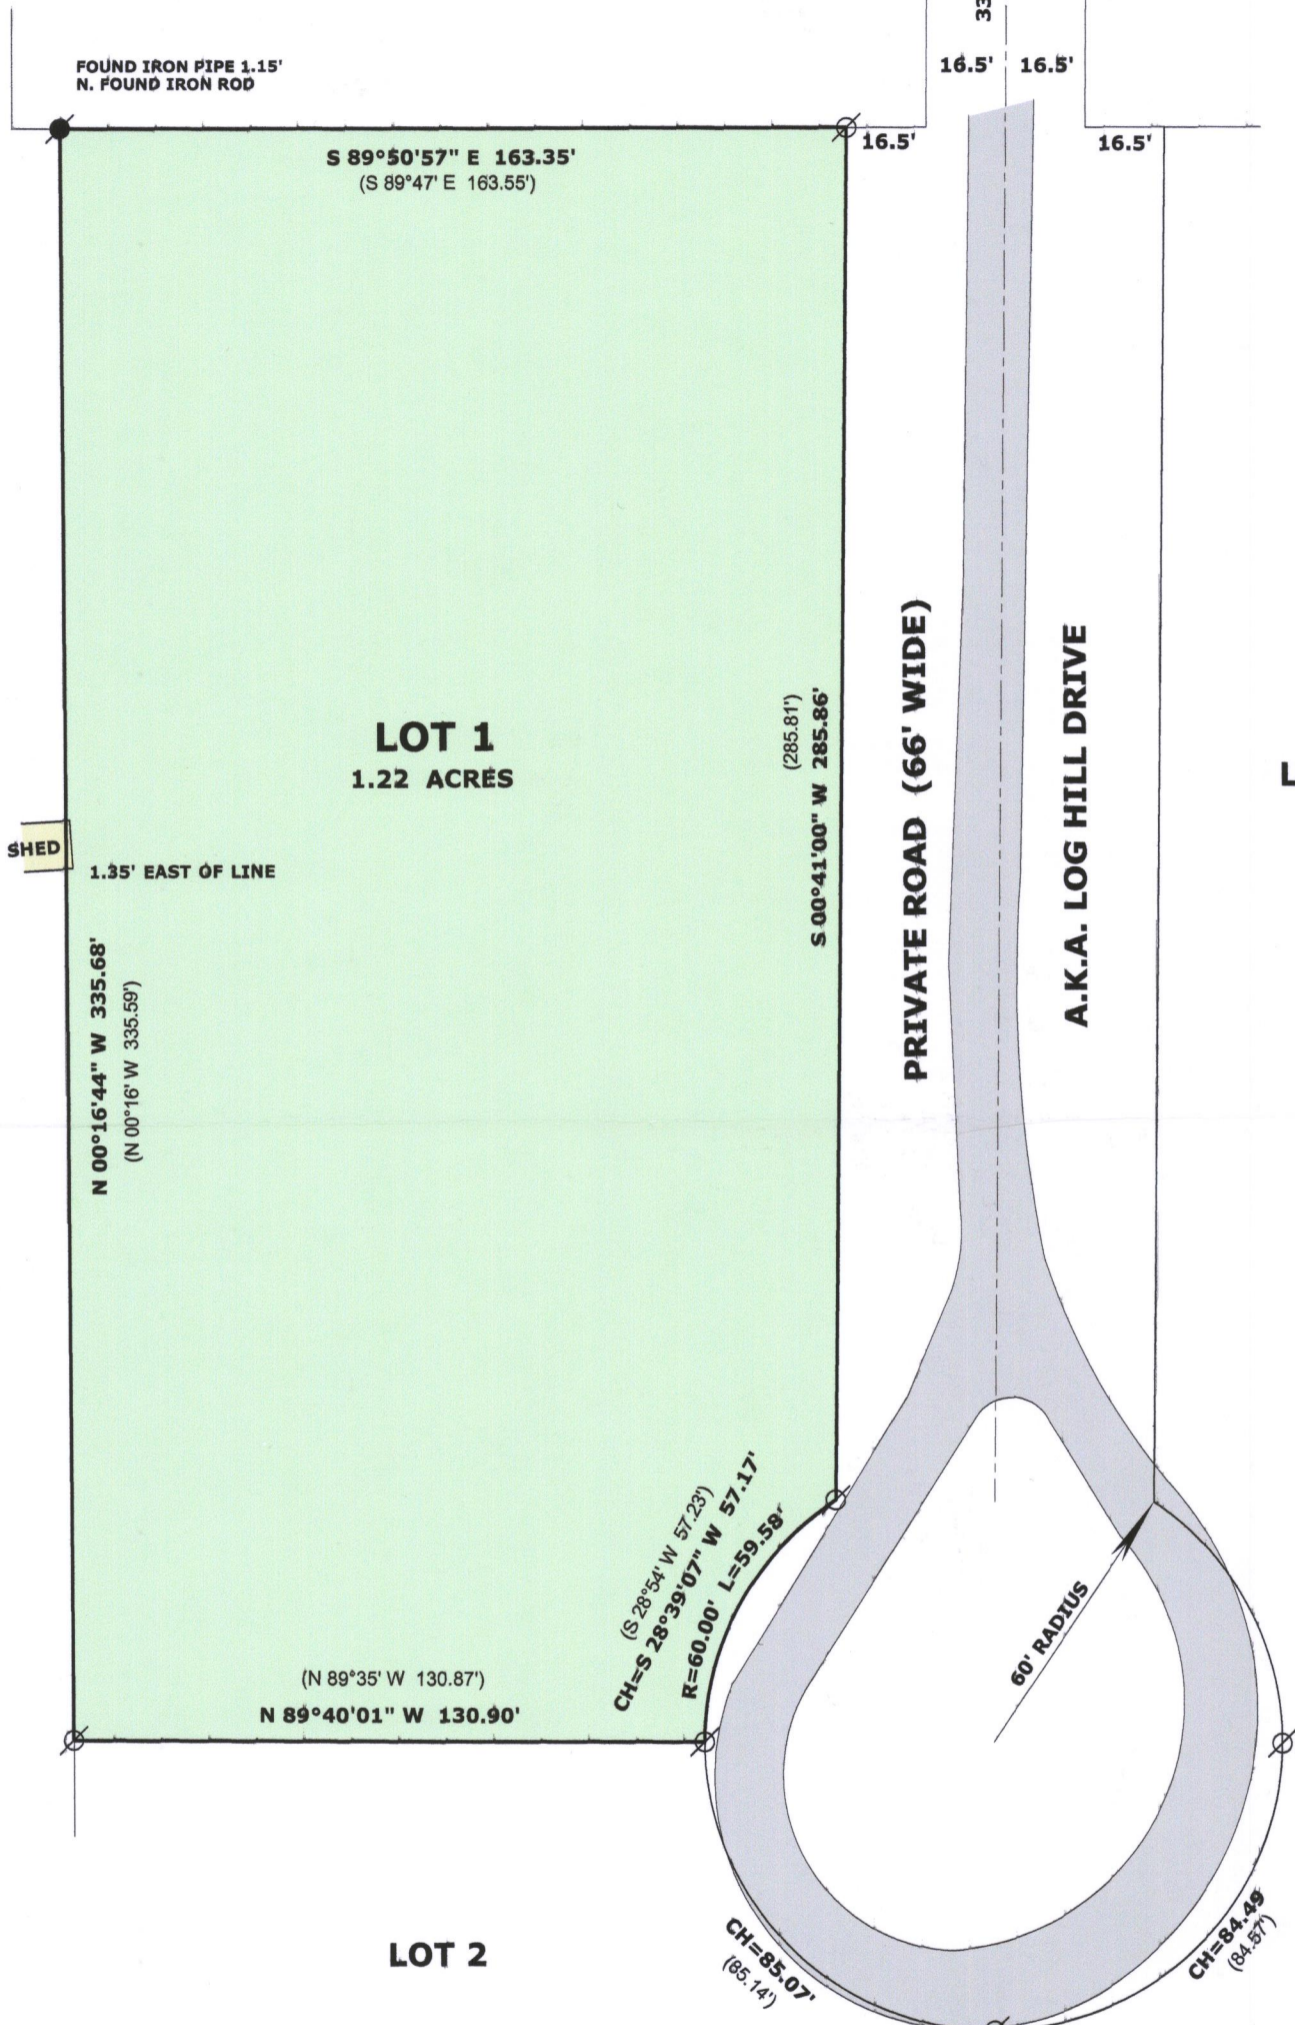 33
16.5' 16.5'
FOUND IRON PIPE 1.15'
N. FOUND IRON ROD
16.5'
16.5'
S 89°50'57" E 163.35'
(S 89°47' E 163.55')
LOT 1
1.22 ACRES
(285.81')
S 00°41'00" W 285.86'
PRIVATE ROAD (66' WIDE)
A.K.A. LOG HILL DRIVE
L
SHED
1.35' EAST OF LINE
N 00°16'44" W 335.68'
(N 00°16' W 335.59')
(S 28°54' W 57.23')
CH=S 28°39'07" W 57.17'
R=60.00' L=59.58'
60' RADIUS
(N 89°35' W 130.87')
N 89°40'01" W 130.90'
LOT 2
CH=85.07'
(85.14')
CH=84.49
(84.57')